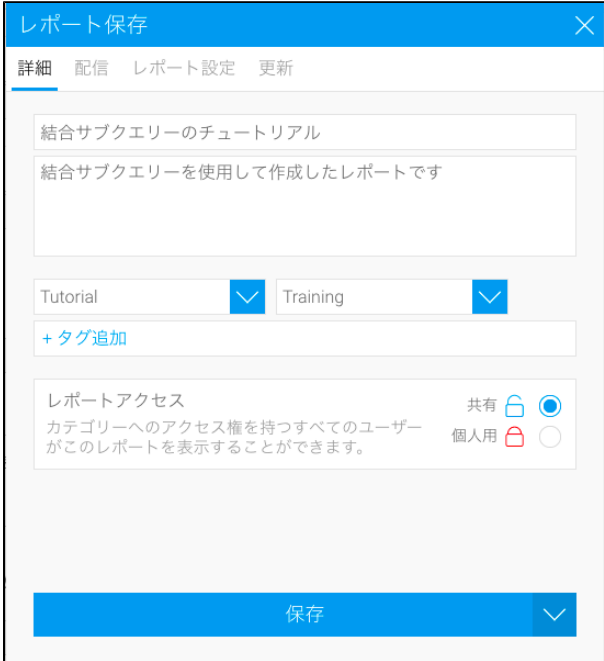 レポート保存
詳細 配信 レポート設定 更新
結合サブクエリーのチュートリアル
結合サブクエリーを使用して作成したレポートです
Tutorial Training
+ タグ追加
レポートアクセス
カテゴリーへのアクセス権を持つすべてのユーザー
がこのレポートを表示することができます。
共有
個人用
保存